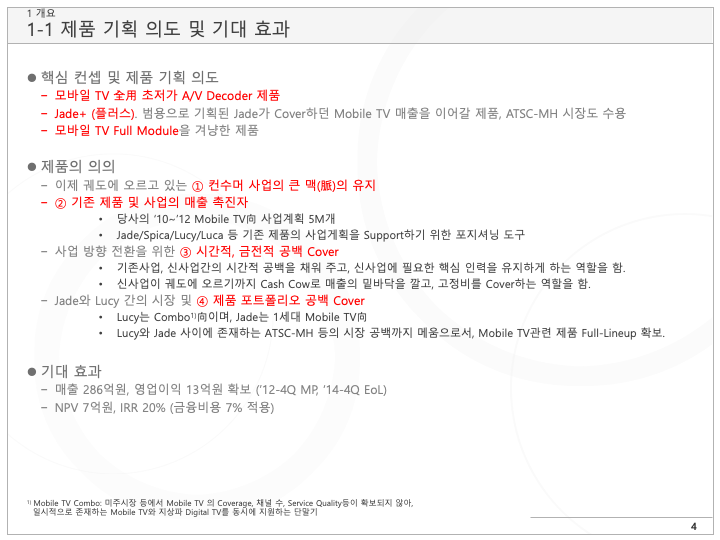 1 개요
1-1 제품 기획 의도 및 기대 효과
● 핵심 컨셉 및 제품 기획 의도
– 모바일 TV 全用 초저가 A/V Decoder 제품
– Jade+ (플러스). 범용으로 기획된 Jade가 Cover하던 Mobile TV 매출을 이어갈 제품, ATSC-MH 시장도 수용
– 모바일 TV Full Module을 겨냥한 제품
● 제품의 의의
– 이제 궤도에 오르고 있는 ① 컨수머 사업의 큰 맥(脈)의 유지
– ② 기존 제품 및 사업의 매출 촉진자
• 당사의 ‘10~’12 Mobile TV向 사업계획 5M개
• Jade/Spica/Lucy/Luca 등 기존 제품의 사업게획을 Support하기 위한 포지셔닝 도구
– 사업 방향 전환을 위한 ③ 시간적, 금전적 공백 Cover
• 기존사업, 신사업간의 시간적 공백을 채워 주고, 신사업에 필요한 핵심 인력을 유지하게 하는 역할을 함.
• 신사업이 궤도에 오르기까지 Cash Cow로 매출의 밑바닥을 깔고, 고정비를 Cover하는 역할을 함.
– Jade와 Lucy 간의 시장 및 ④ 제품 포트폴리오 공백 Cover
• Lucy는 Combo¹⁾向이며, Jade는 1세대 Mobile TV向
• Lucy와 Jade 사이에 존재하는 ATSC-MH 등의 시장 공백까지 메움으로서, Mobile TV관련 제품 Full-Lineup 확보.
● 기대 효과
– 매출 286억원, 영업이익 13억원 확보 (’12-4Q MP, ’14-4Q EoL)
– NPV 7억원, IRR 20% (금융비용 7% 적용)
¹⁾ Mobile TV Combo: 미주시장 등에서 Mobile TV 의 Coverage, 채널 수, Service Quality등이 확보되지 않아,
일시적으로 존재하는 Mobile TV와 지상파 Digital TV를 동시에 지원하는 단말기
4